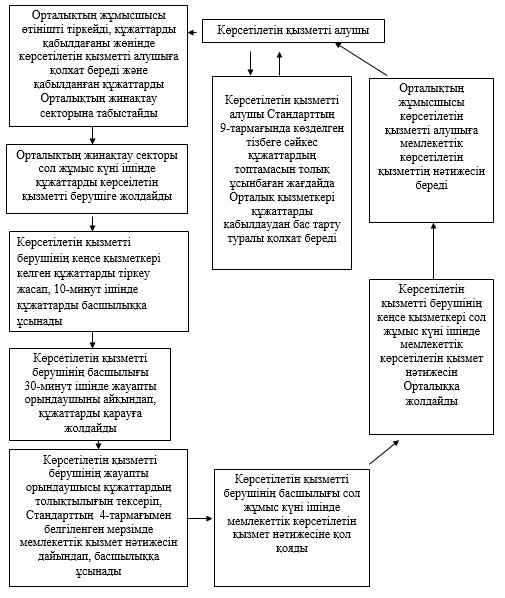 Көрсетілетін қызметті алушы
Орталықтың жұмысшысы
өтінішті тіркейді, құжаттарды
қабылдағаны жөнінде
көрсетілетін қызметті алушыға
қолхат береді және
қабылданған құжаттарды
Орталықтың жинақтау
секторына табыстайды
Орталықтың жинақтау секторы
сол жұмыс күні ішінде
құжаттарды көрсеілетін
қызметті берушіге жолдайды
Көрсетілетін қызметті
берушінің кеңсе қызметкері
келген құжаттарды тіркеу
жасап, 10-минут ішінде
құжаттарды басшылыққа
ұсынады
Көрсетілетін қызметті
берушінің басшылығы
30-минут ішінде жауапты
орындаушыны айқындап,
құжаттарды қарауға
жолдайды
Көрсетілетін қызметті
берушінің жауапты
орындаушысы құжаттардың
толықтылығын тексеріп,
Стандарттың 4-тармағымен
белгіленген мерзімде
мемлекеттік қызмет нәтижесін
дайындап, басшылыққа
ұсынады
Көрсетілетін қызметті
берушінің басшылығы сол
жұмыс күні ішінде
мемлекеттік көрсетілетін
қызмет нәтижесіне қол
қояды
Көрсетілетін
қызметті берушінің
кеңсе қызметкері сол
жұмыс күні ішінде
мемлекеттік
көрсетілетін қызмет
нәтижесін
Орталыққа
жолдайды
Орталықтың
жұмысшысы
көрсетілетін
қызметті алушыға
мемлекеттік
көрсетілетін
қызметтің нәтижесін
береді
Көрсетілетін қызметті
алушы Стандарттың
9-тармағында көзделген
тізбеге сәйкес
құжаттардың
топтамасын толық
ұсынбаған жағдайда
Орталық қызметкері
құжаттарды
қабылдаудан бас тарту
туралы қолхат береді